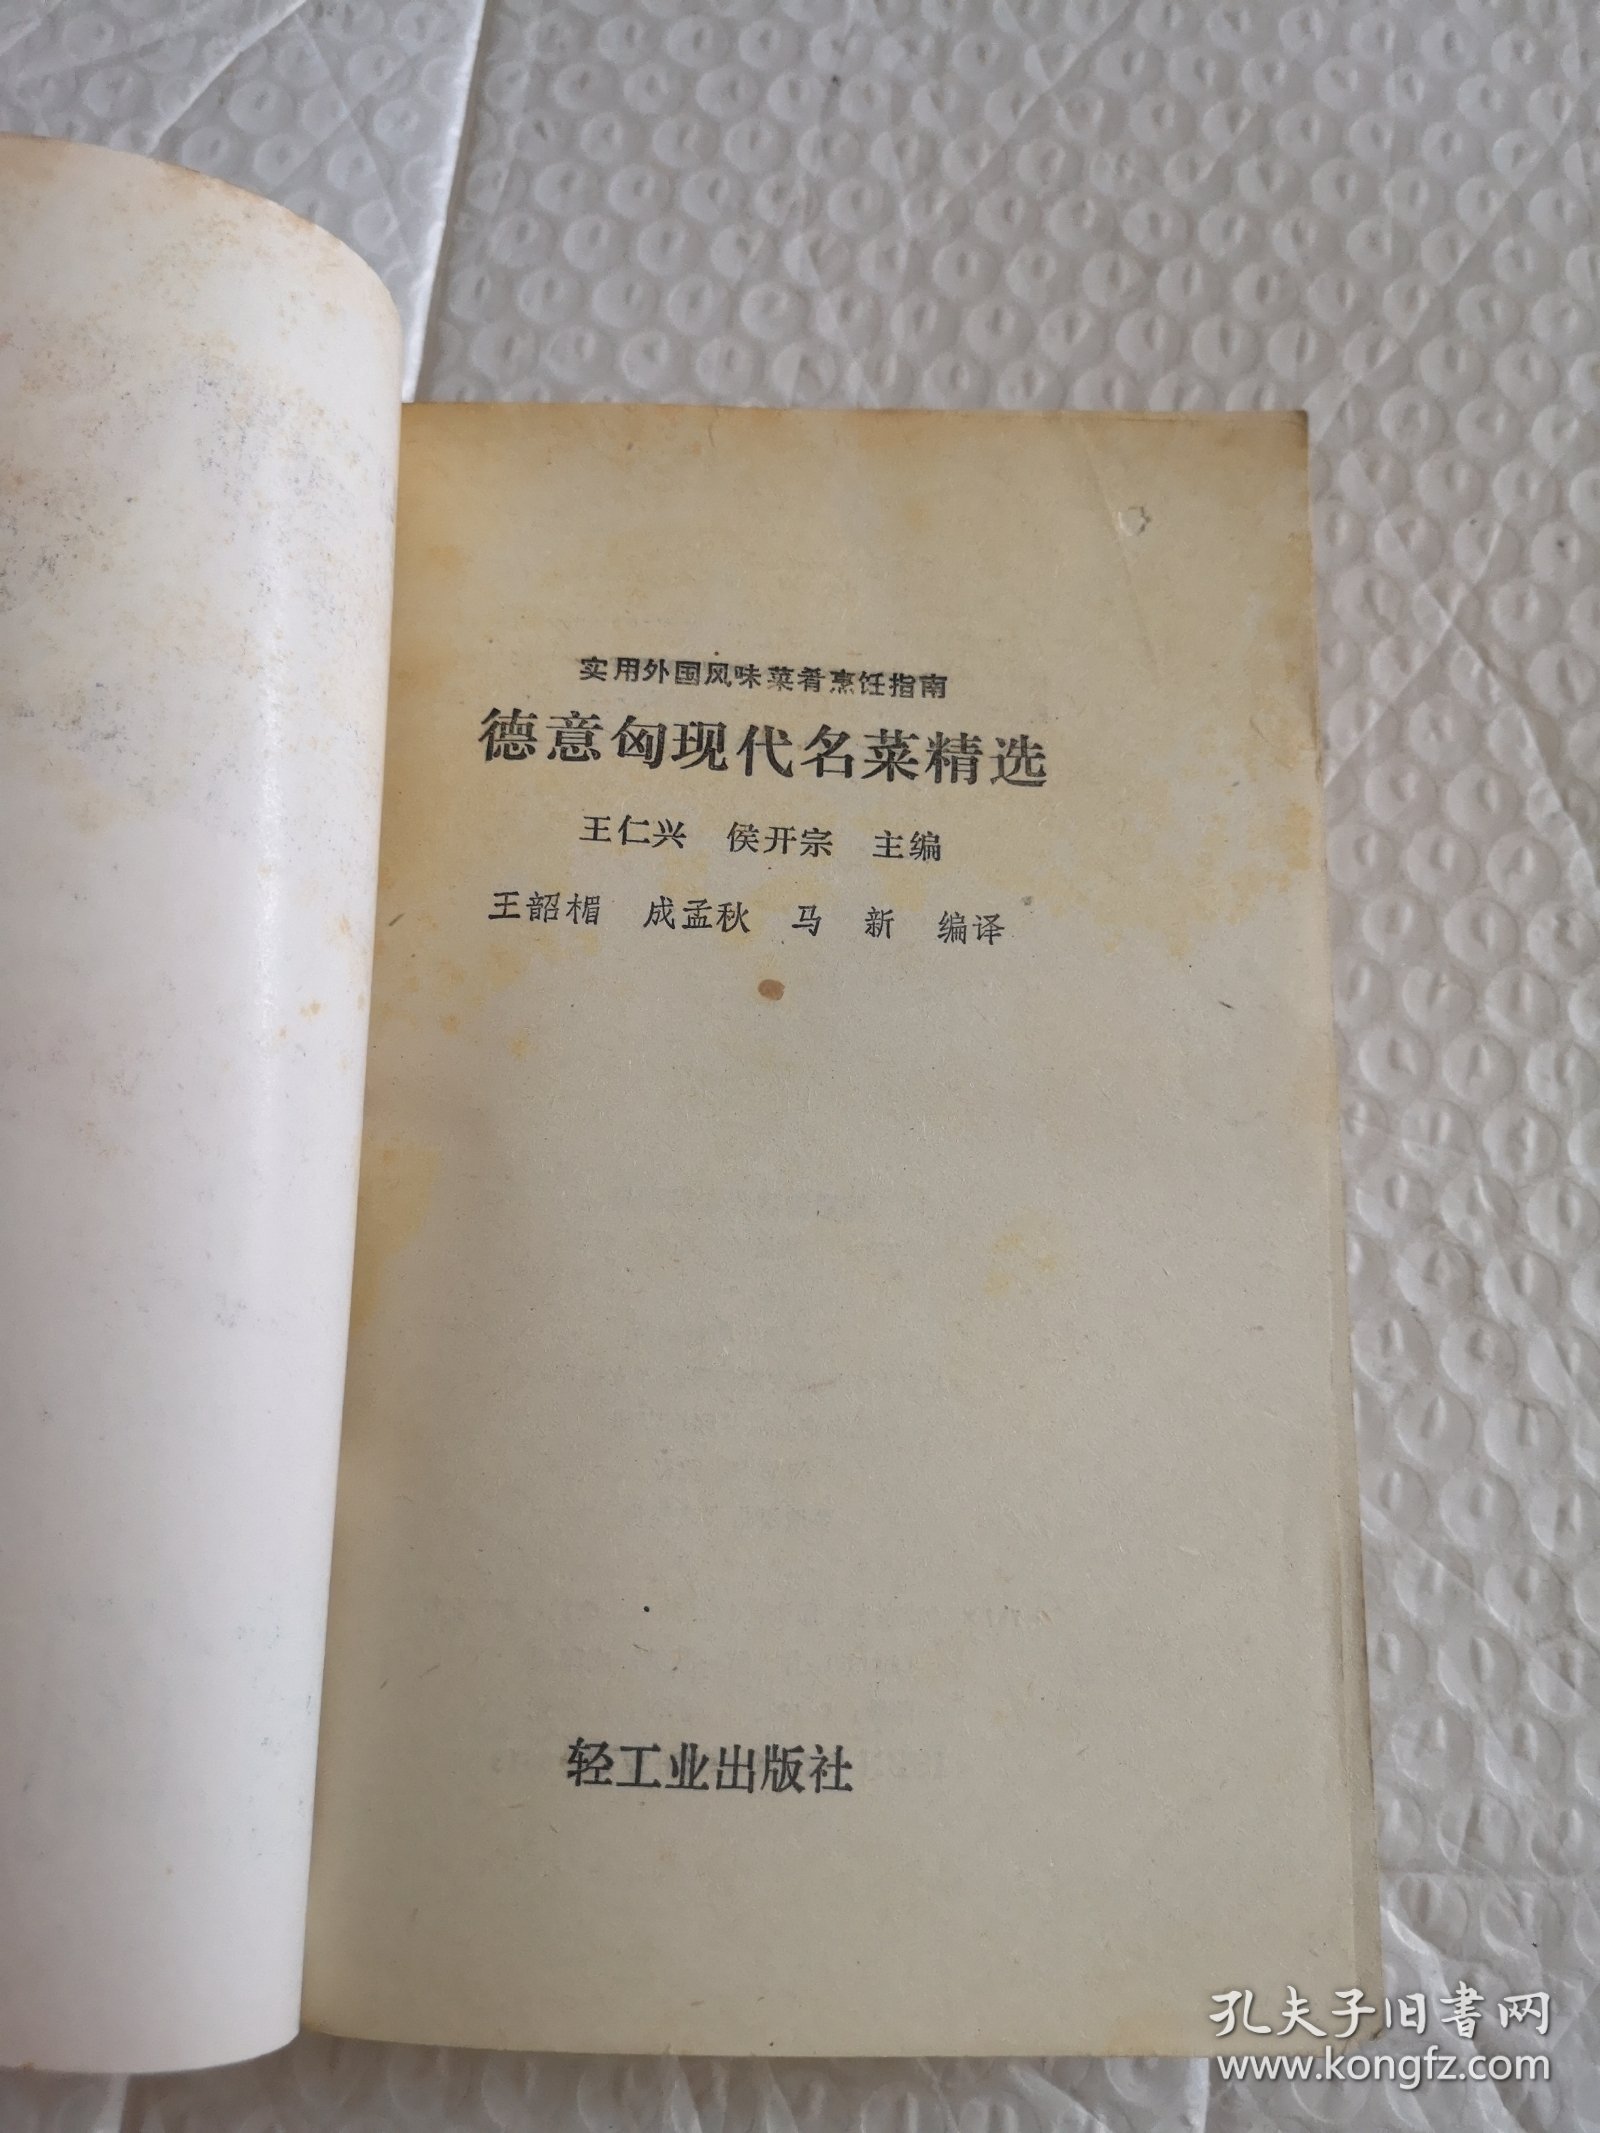 实用外国风味菜肴烹饪指南
德意匈现代名菜精选
王仁兴 侯开宗 主编
王韶楣 成孟秋 马 新 编译
轻工业出版社
孔夫子旧书网
www.kongfz.com